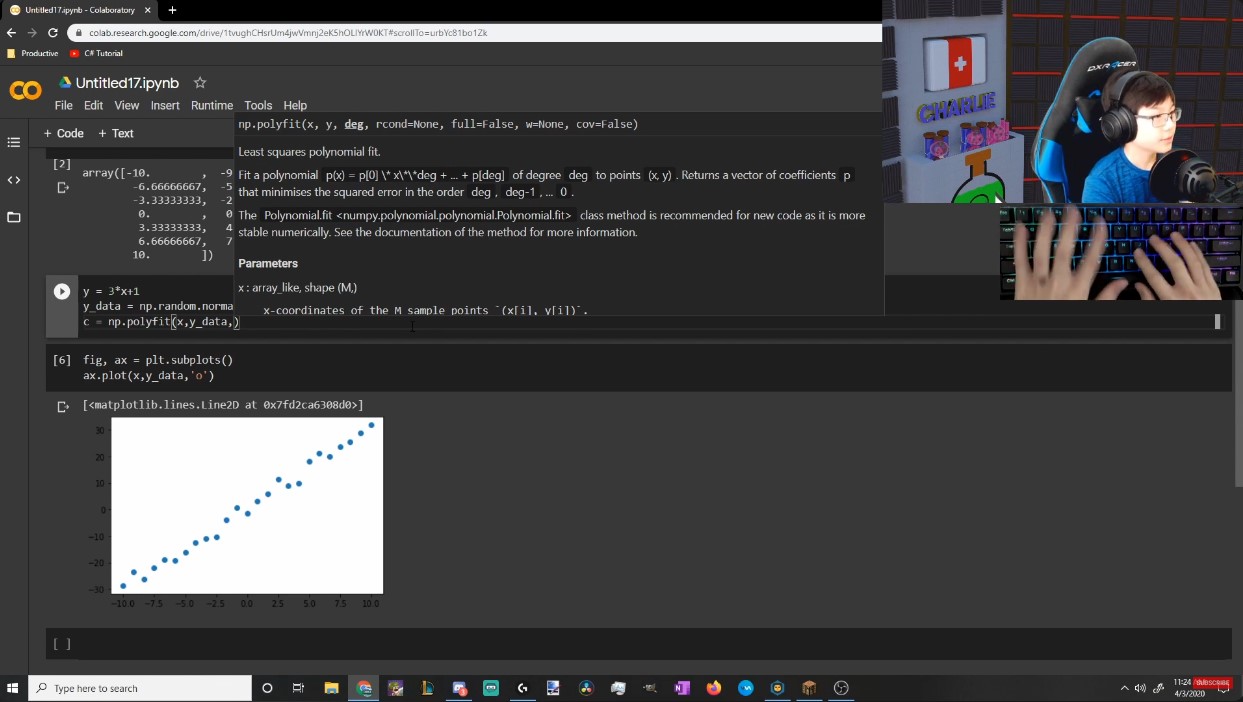 Untitled17.ipynb - Colaboratory
colab.research.google.com/drive/1tvughCHsrUm4jwVmnj2eK5hOLlYrW0KT#scrollTo=urbYc81bo1Zk
Productive
C# Tutorial
Untitled17.ipynb
File Edit View Insert Runtime Tools Help
+ Code + Text
np.polyfit(x, y, deg, rcond=None, full=False, w=None, cov=False)
Least squares polynomial fit.
Fit a polynomial p(x) = p[0] \* x\*\*deg + ... + p[deg] of degree deg to points (x, y) . Returns a vector of coefficients p
that minimises the squared error in the order deg , deg-1 , … 0 .
The Polynomial.fit <numpy.polynomial.polynomial.Polynomial.fit> class method is recommended for new code as it is more
stable numerically. See the documentation of the method for more information.
Parameters
x : array_like, shape (M,)
x-coordinates of the M sample points `(x[i], y[i])`.
[2]
array([-10. , -9
-6.66666667, -5
-3.33333333, -2
0. , 0
3.33333333, 4
6.66666667, 7
10. ])
y = 3*x+1
y_data = np.random.norma
c = np.polyfit(x,y_data,)
[6] fig, ax = plt.subplots()
ax.plot(x,y_data,'o')
[<matplotlib.lines.Line2D at 0x7fd2ca6308d0>]
30
20
10
0
-10
-20
-30
-10.0 -7.5 -5.0 -2.5 0.0 2.5 5.0 7.5 10.0
[ ]
CHARLIE
DXRACER
Type here to search
11:24
4/3/2020
SUBSCRIBE